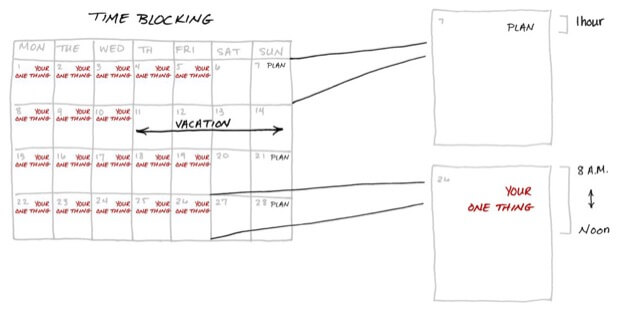 TIME BLOCKING
MON TUE WED TH FRI SAT SUN
1 YOUR 2 YOUR 3 YOUR 4 YOUR 5 YOUR 6 7 PLAN
ONE THING ONE THING ONE THING ONE THING ONE THING
8 YOUR 9 YOUR 10 YOUR 11 12 13 14
ONE THING ONE THING ONE THING
VACATION
15 YOUR 16 YOUR 17 YOUR 18 YOUR 19 YOUR 20 21 PLAN
ONE THING ONE THING ONE THING ONE THING ONE THING
22 YOUR 23 YOUR 24 YOUR 25 YOUR 26 YOUR 27 28 PLAN
ONE THING ONE THING ONE THING ONE THING ONE THING
7 PLAN
1 hour
26
YOUR
ONE THING
8 A.M.
Noon